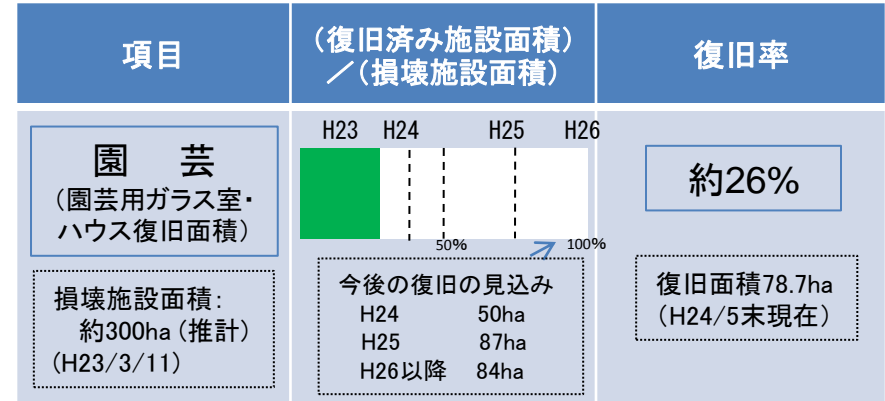 項目
（復旧済み施設面積）
／（損壊施設面積）
復旧率
園　芸
（園芸用ガラス室・
ハウス復旧面積）
損壊施設面積：
約300ha（推計）
（H23/3/11）
H23 H24 H25 H26
50% 100%
今後の復旧の見込み
H24 50ha
H25 87ha
H26以降 84ha
約26%
復旧面積78.7ha
（H24/5末現在）